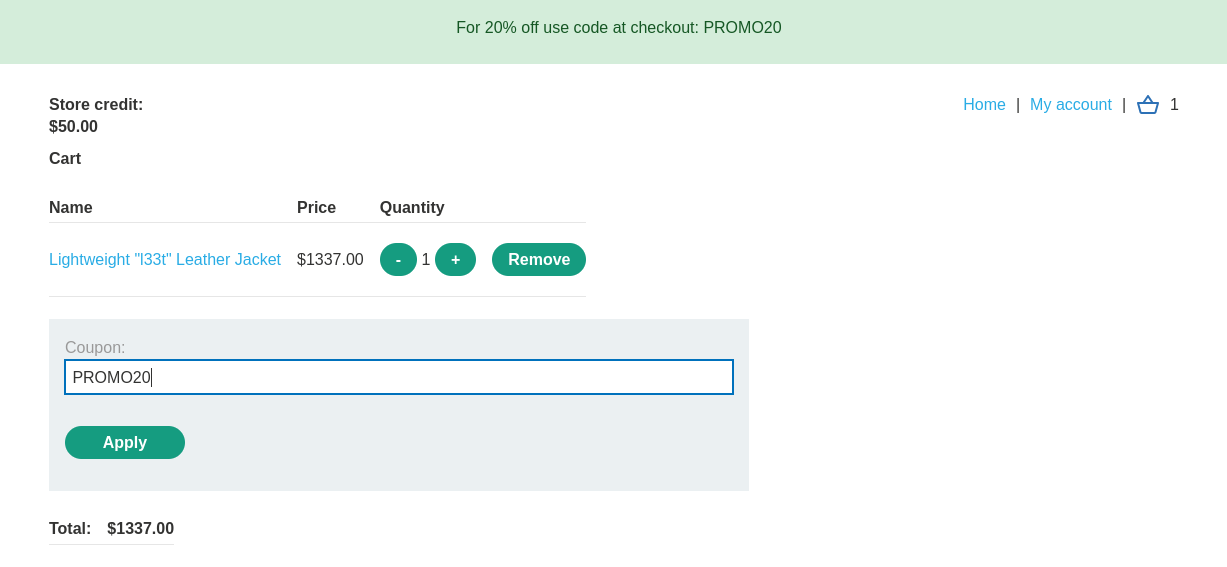 For 20% off use code at checkout: PROMO20
Store credit:
$50.00
Home | My account | 1
Cart
Name Price Quantity
Lightweight "l33t" Leather Jacket $1337.00 - 1 + Remove
Coupon:
PROMO20
Apply
Total: $1337.00